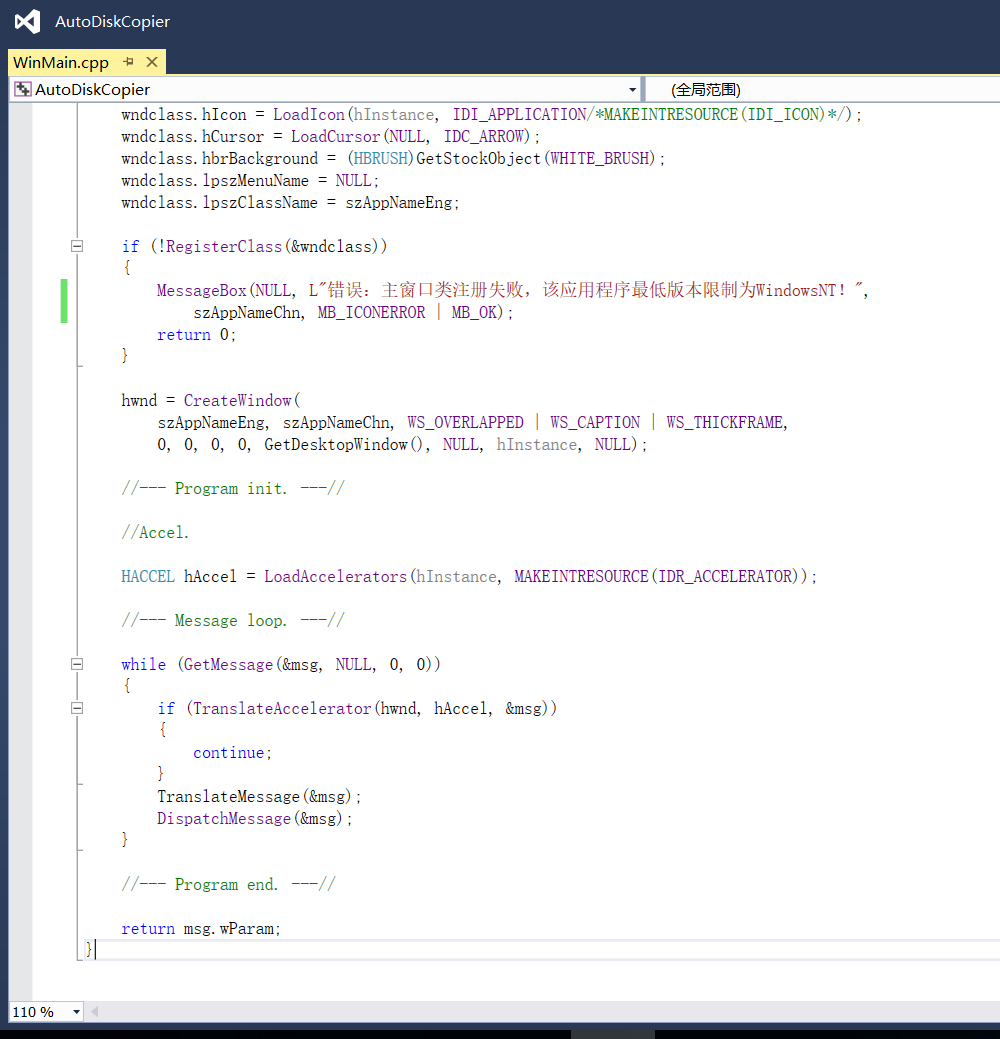 AutoDiskCopier
WinMain.cpp
AutoDiskCopier (全局范围)
wndclass.hIcon = LoadIcon(hInstance, IDI_APPLICATION/*MAKEINTRESOURCE(IDI_ICON)*/);
wndclass.hCursor = LoadCursor(NULL, IDC_ARROW);
wndclass.hbrBackground = (HBRUSH)GetStockObject(WHITE_BRUSH);
wndclass.lpszMenuName = NULL;
wndclass.lpszClassName = szAppNameEng;
if (!RegisterClass(&wndclass))
{
MessageBox(NULL, L"错误：主窗口类注册失败，该应用程序最低版本限制为WindowsNT！",
szAppNameChn, MB_ICONERROR | MB_OK);
return 0;
}
hwnd = CreateWindow(
szAppNameEng, szAppNameChn, WS_OVERLAPPED | WS_CAPTION | WS_THICKFRAME,
0, 0, 0, 0, GetDesktopWindow(), NULL, hInstance, NULL);
//--- Program init. ---//
//Accel.
HACCEL hAccel = LoadAccelerators(hInstance, MAKEINTRESOURCE(IDR_ACCELERATOR));
//--- Message loop. ---//
while (GetMessage(&msg, NULL, 0, 0))
{
if (TranslateAccelerator(hwnd, hAccel, &msg))
{
continue;
}
TranslateMessage(&msg);
DispatchMessage(&msg);
}
//--- Program end. ---//
return msg.wParam;
}
110 %